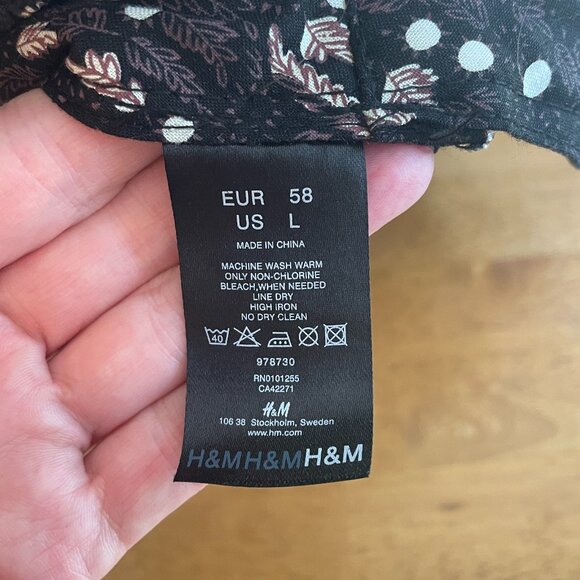 EUR 58
US L
MADE IN CHINA
MACHINE WASH WARM
ONLY NON-CHLORINE
BLEACH,WHEN NEEDED
LINE DRY
HIGH IRON
NO DRY CLEAN
40
978730
RN0101255
CA42271
H&M
106 38 Stockholm, Sweden
www.hm.com
H&MH&MH&M